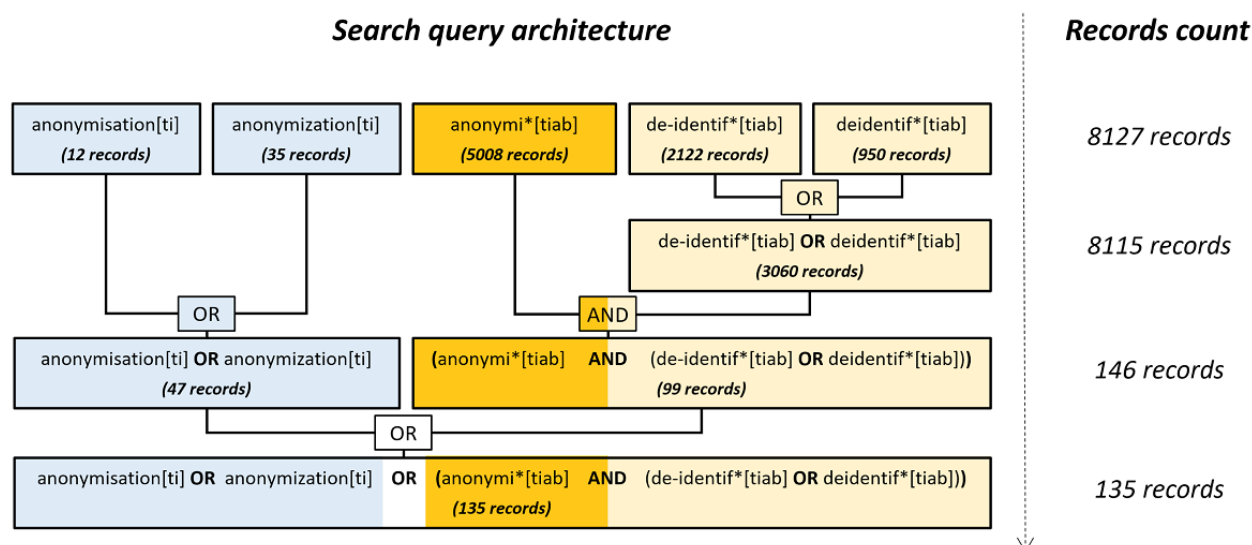 Search query architecture
Records count
anonymisation[ti]
(12 records)
anonymization[ti]
(35 records)
anonymi*[tiab]
(5008 records)
de-identif*[tiab]
(2122 records)
deidentif*[tiab]
(950 records)
8127 records
OR
de-identif*[tiab] OR deidentif*[tiab]
(3060 records)
8115 records
OR
AND
anonymisation[ti] OR anonymization[ti]
(47 records)
(anonymi*[tiab] AND (de-identif*[tiab] OR deidentif*[tiab]))
(99 records)
146 records
OR
anonymisation[ti] OR anonymization[ti] OR (anonymi*[tiab] AND (de-identif*[tiab] OR deidentif*[tiab]))
(135 records)
135 records